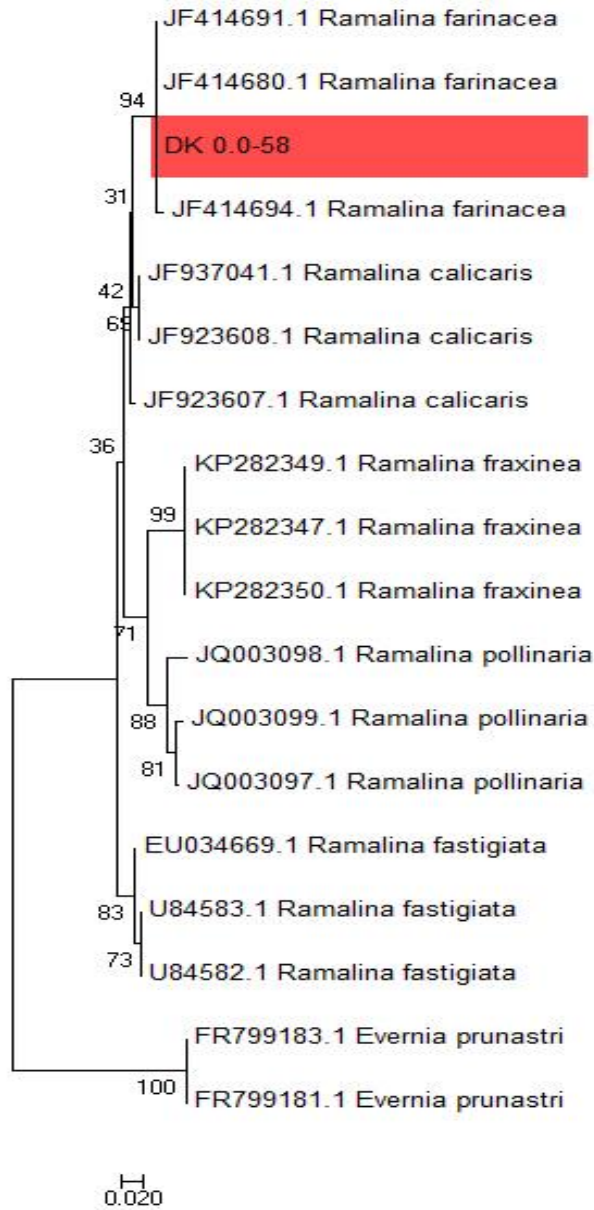 JF414691.1 Ramalina farinacea
JF414680.1 Ramalina farinacea
94
DK 0.0-58
31
JF414694.1 Ramalina farinacea
JF937041.1 Ramalina calicaris
42
JF923608.1 Ramalina calicaris
JF923607.1 Ramalina calicaris
36
KP282349.1 Ramalina fraxinea
99
KP282347.1 Ramalina fraxinea
KP282350.1 Ramalina fraxinea
71
JQ003098.1 Ramalina pollinaria
88
JQ003099.1 Ramalina pollinaria
81
JQ003097.1 Ramalina pollinaria
EU034669.1 Ramalina fastigiata
83
U84583.1 Ramalina fastigiata
73
U84582.1 Ramalina fastigiata
FR799183.1 Evernia prunastri
100
FR799181.1 Evernia prunastri
0.020